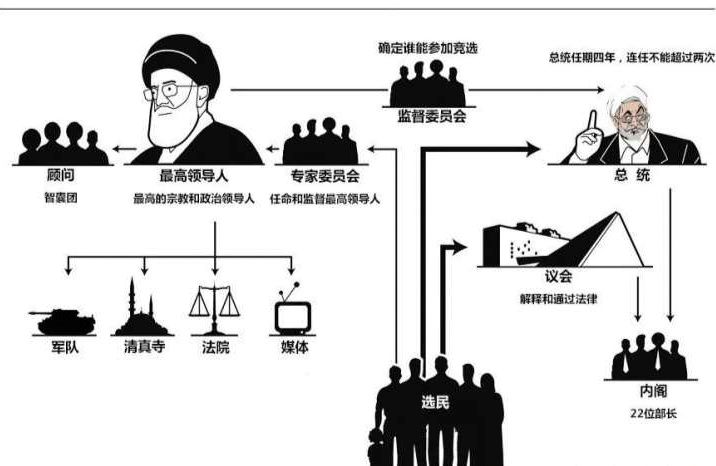 确定谁能参加竞选
总统任期四年，连任不能超过两次
监督委员会
顾问
智囊团
最高领导人
最高的宗教和政治领导人
专家委员会
任命和监督最高领导人
总统
议会
解释和通过法律
军队
清真寺
法院
媒体
选民
内阁
22位部长